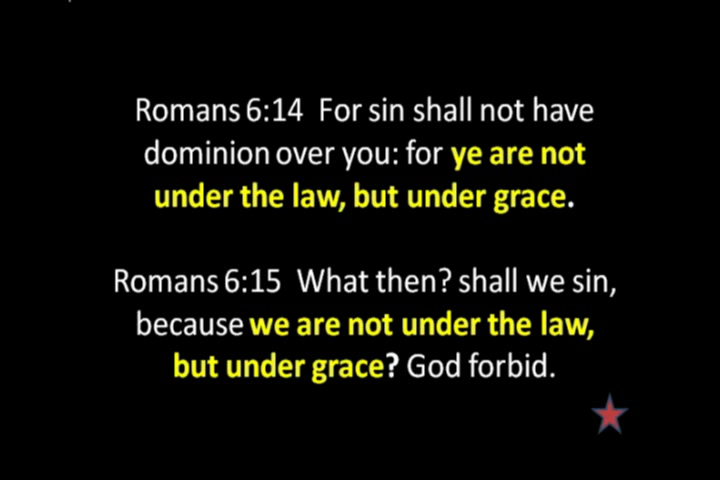 Romans 6:14 For sin shall not have
dominion over you: for ye are not
under the law, but under grace.
Romans 6:15 What then? shall we sin,
because we are not under the law,
but under grace? God forbid.